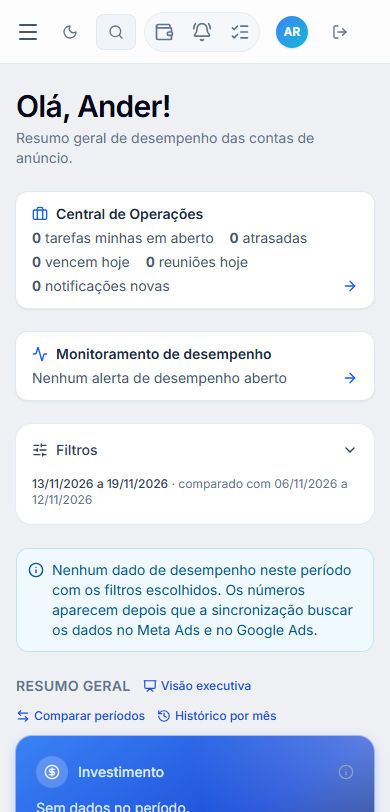 AR
Olá, Ander!
Resumo geral de desempenho das contas de
anúncio.
Central de Operações
0 tarefas minhas em aberto 0 atrasadas
0 vencem hoje 0 reuniões hoje
0 notificações novas
Monitoramento de desempenho
Nenhum alerta de desempenho aberto
Filtros
13/11/2026 a 19/11/2026 · comparado com 06/11/2026 a
12/11/2026
Nenhum dado de desempenho neste período
com os filtros escolhidos. Os números
aparecem depois que a sincronização buscar
os dados no Meta Ads e no Google Ads.
RESUMO GERAL Visão executiva
Comparar períodos Histórico por mês
Investimento
Sem dados no período.